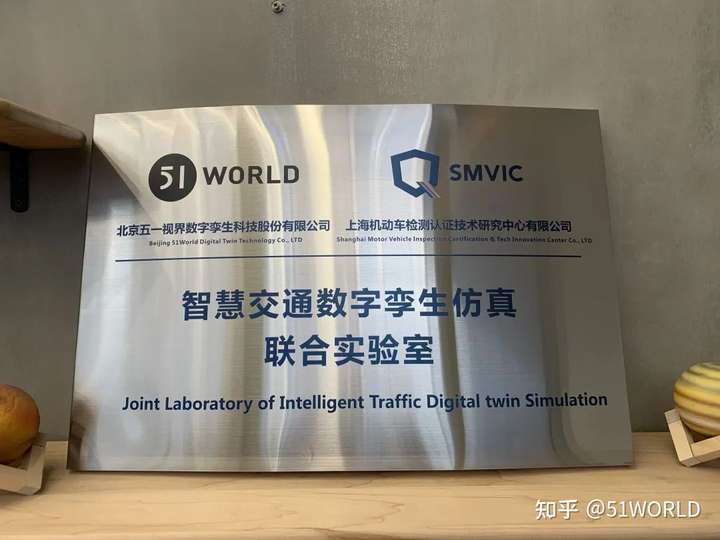 51 WORLD
SMVIC
北京五一视界数字孪生科技股份有限公司
上海机动车检测认证技术研究中心有限公司
Beijing 51World Digital Twin Technology Co., LTD
Shanghai Motor Vehicle Inspection Certification & Tech Innovation Center Co., LTD
智慧交通数字孪生仿真
联合实验室
Joint Laboratory of Intelligent Traffic Digital twin Simulation
知乎 @51WORLD